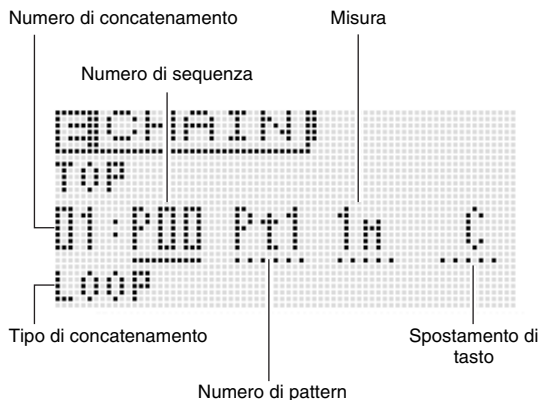 Numero di concatenamento
Misura
Numero di sequenza
E CHAIN
TOP
01:P00 Pt1 1m C
LOOP
Tipo di concatenamento
Spostamento di
tasto
Numero di pattern